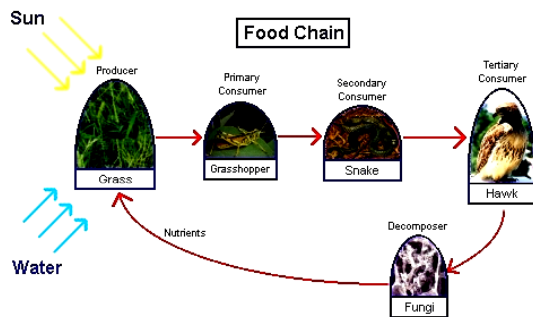 Sun
Food Chain
Producer
Primary
Consumer
Secondary
Consumer
Tertiary
Consumer
Grass
Grasshopper
Snake
Hawk
Water
Nutrients
Decomposer
Fungi